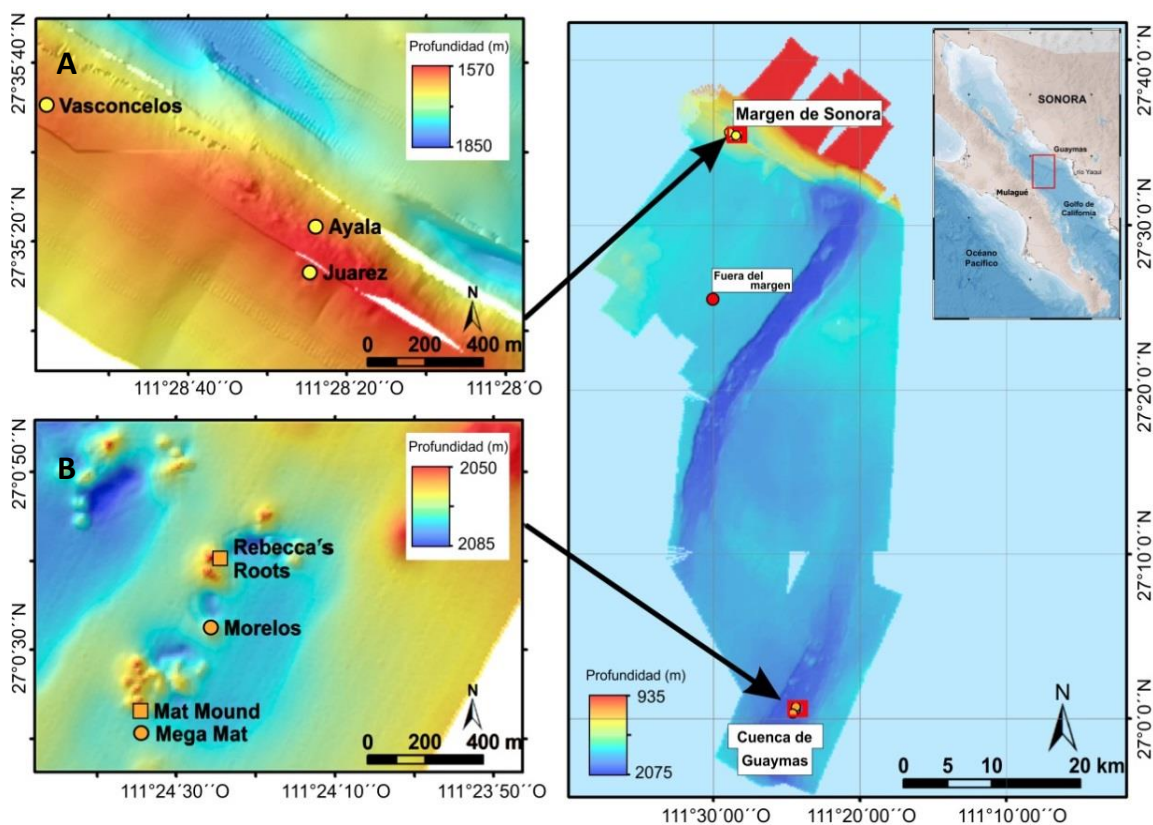 A
Vasconcelos
Ayala
Juarez
Profundidad (m)
1570
1850
N
0 200 400 m
27°35´40´´N
27°35´20´´N
111°28´40´´O
111°28´20´´O
111°28´O
B
Rebecca´s
Roots
Morelos
Mat Mound
Mega Mat
Profundidad (m)
2050
2085
N
0 200 400 m
27°0´50´´N
27°0´30´´N
111°24´30´´O
111°24´10´´O
111°23´50´´O
Margen de Sonora
Fuera del
margen
Cuenca de
Guaymas
Profundidad (m)
935
2075
N
0 5 10 20 km
27°40´0´´N
27°30´0´´N
27°20´0´´N
27°10´0´´N
27°0´0´´N
111°30´00´´O
111°20´00´´O
111°10´00´´O
SONORA
Guaymas
río Yaqui
Mulagué
Golfo de
California
Océano
Pacífico